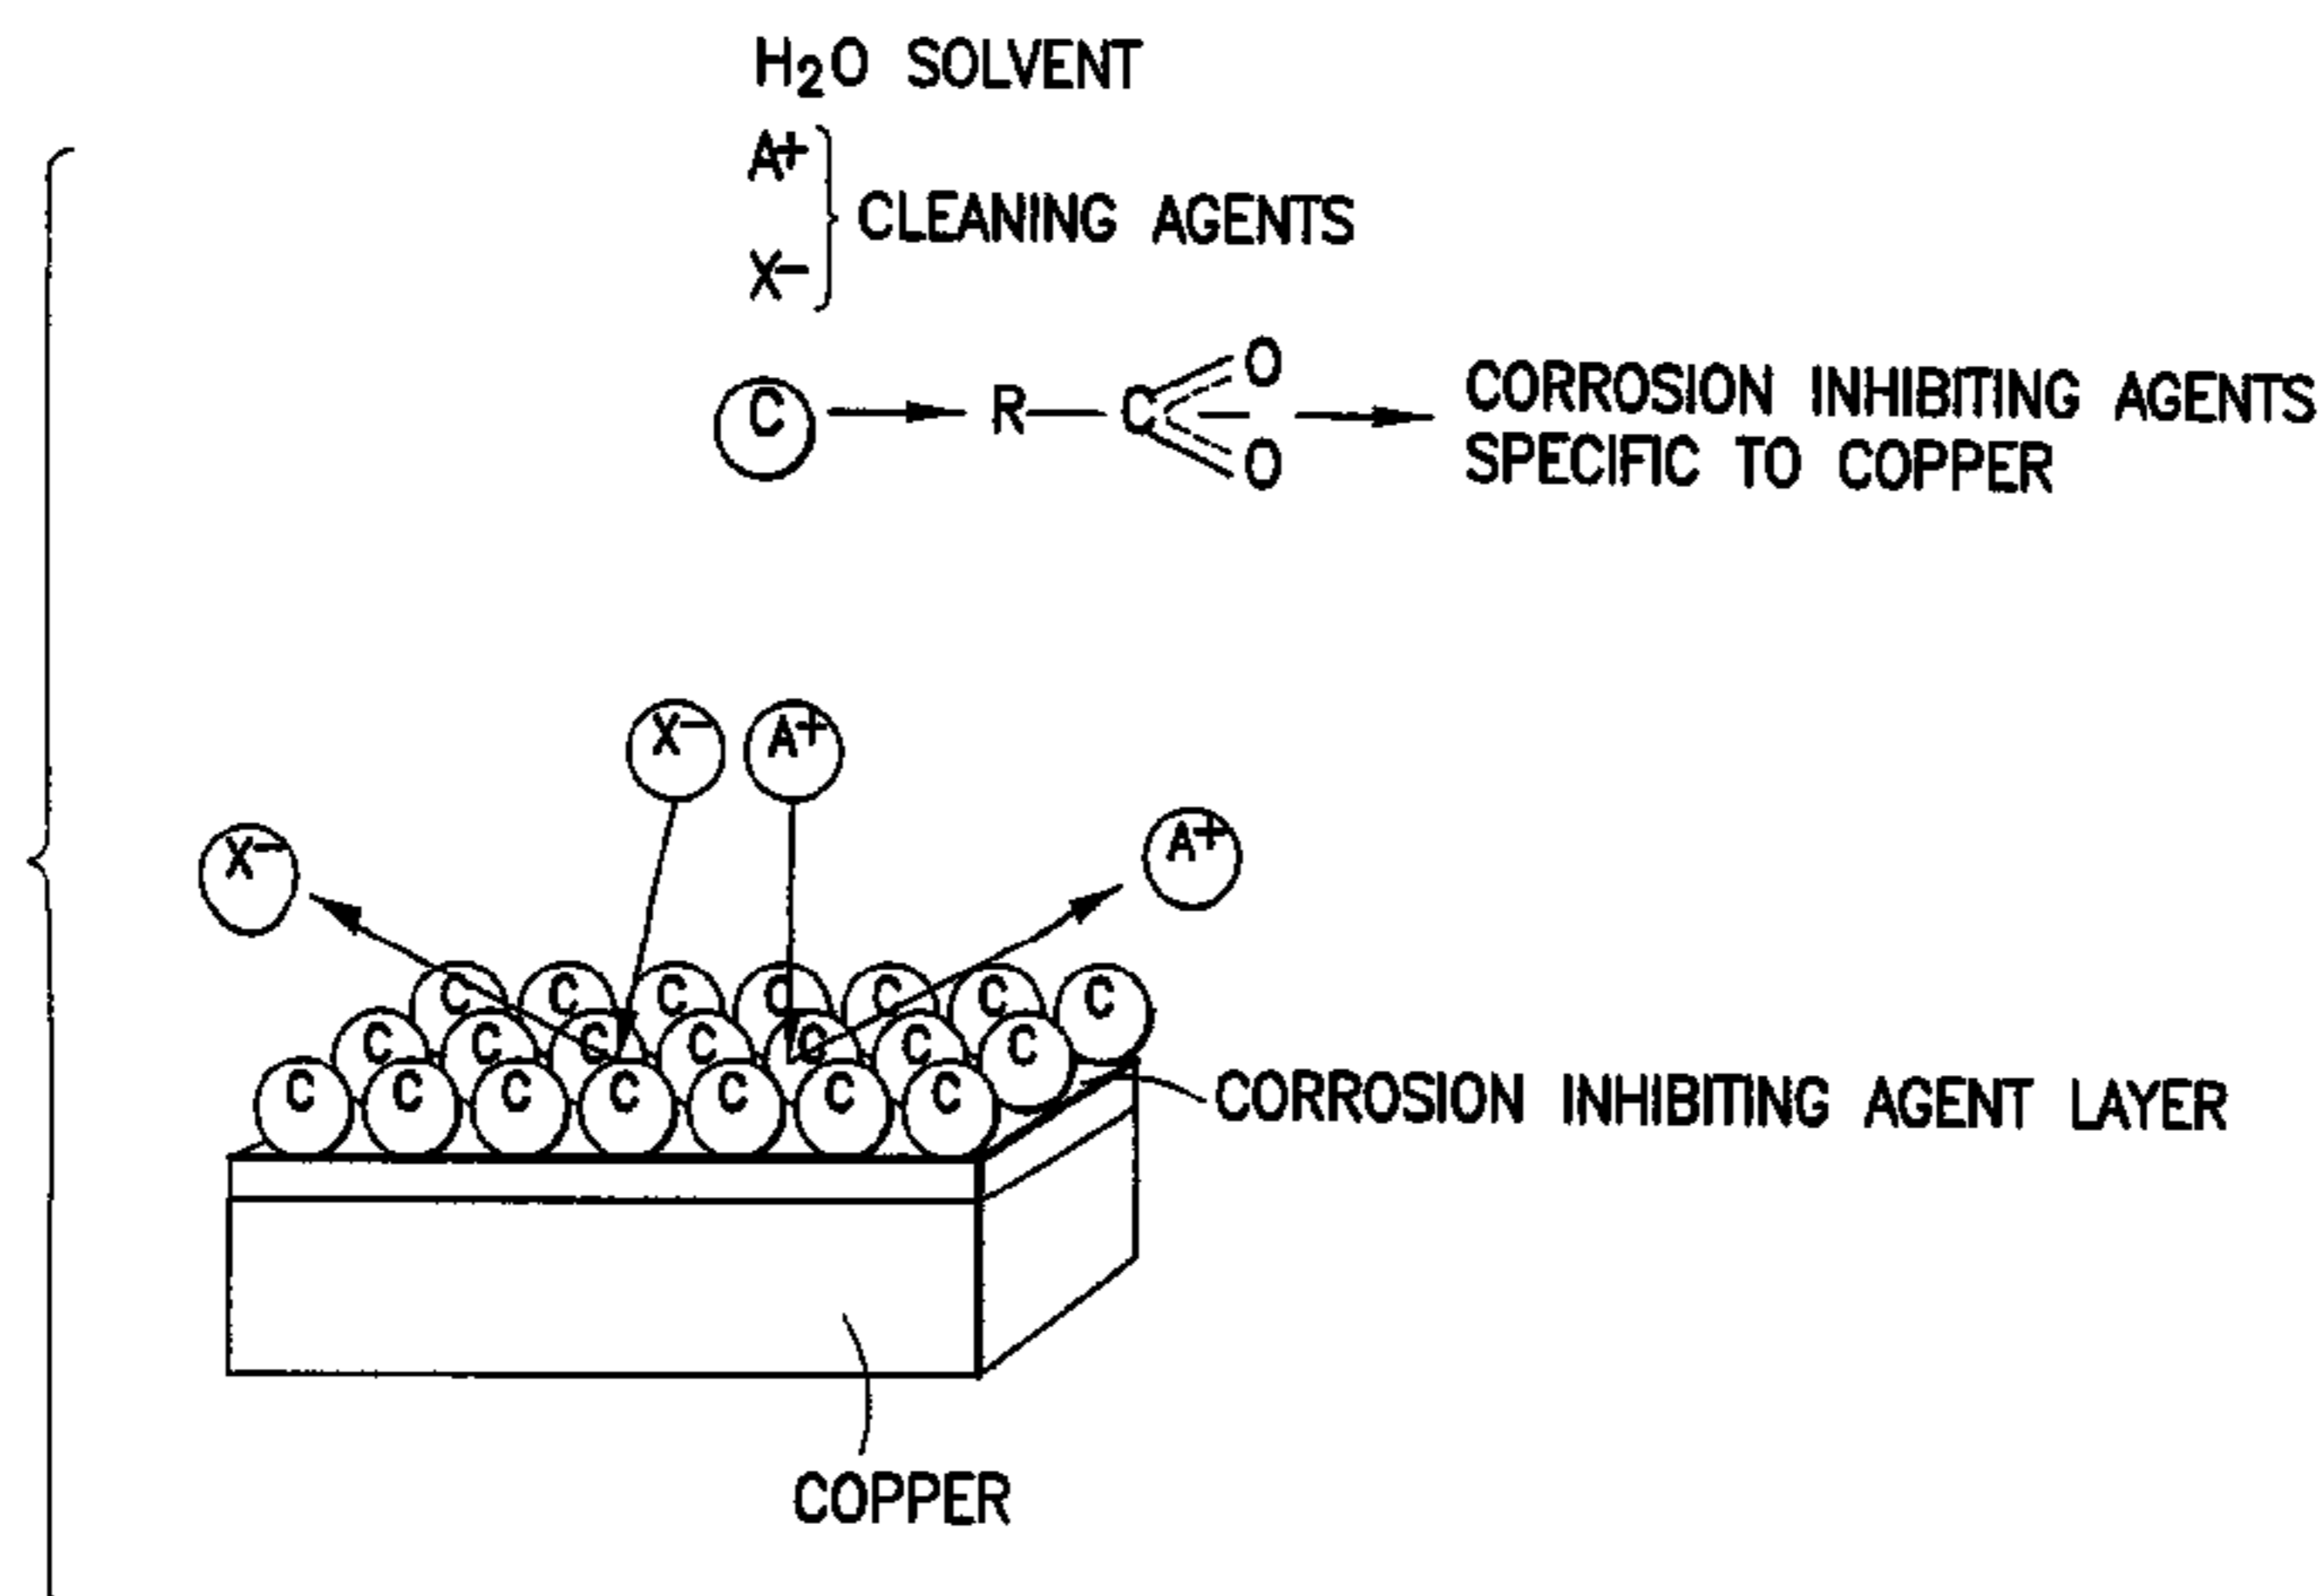 H2O SOLVENT
A+
CLEANING AGENTS
X-
C R C O O
CORROSION INHIBITING AGENTS
SPECIFIC TO COPPER
X- A+
X- A+
C C C C C C C
C C C C C C C
C C C C C C C
CORROSION INHIBITING AGENT LAYER
COPPER